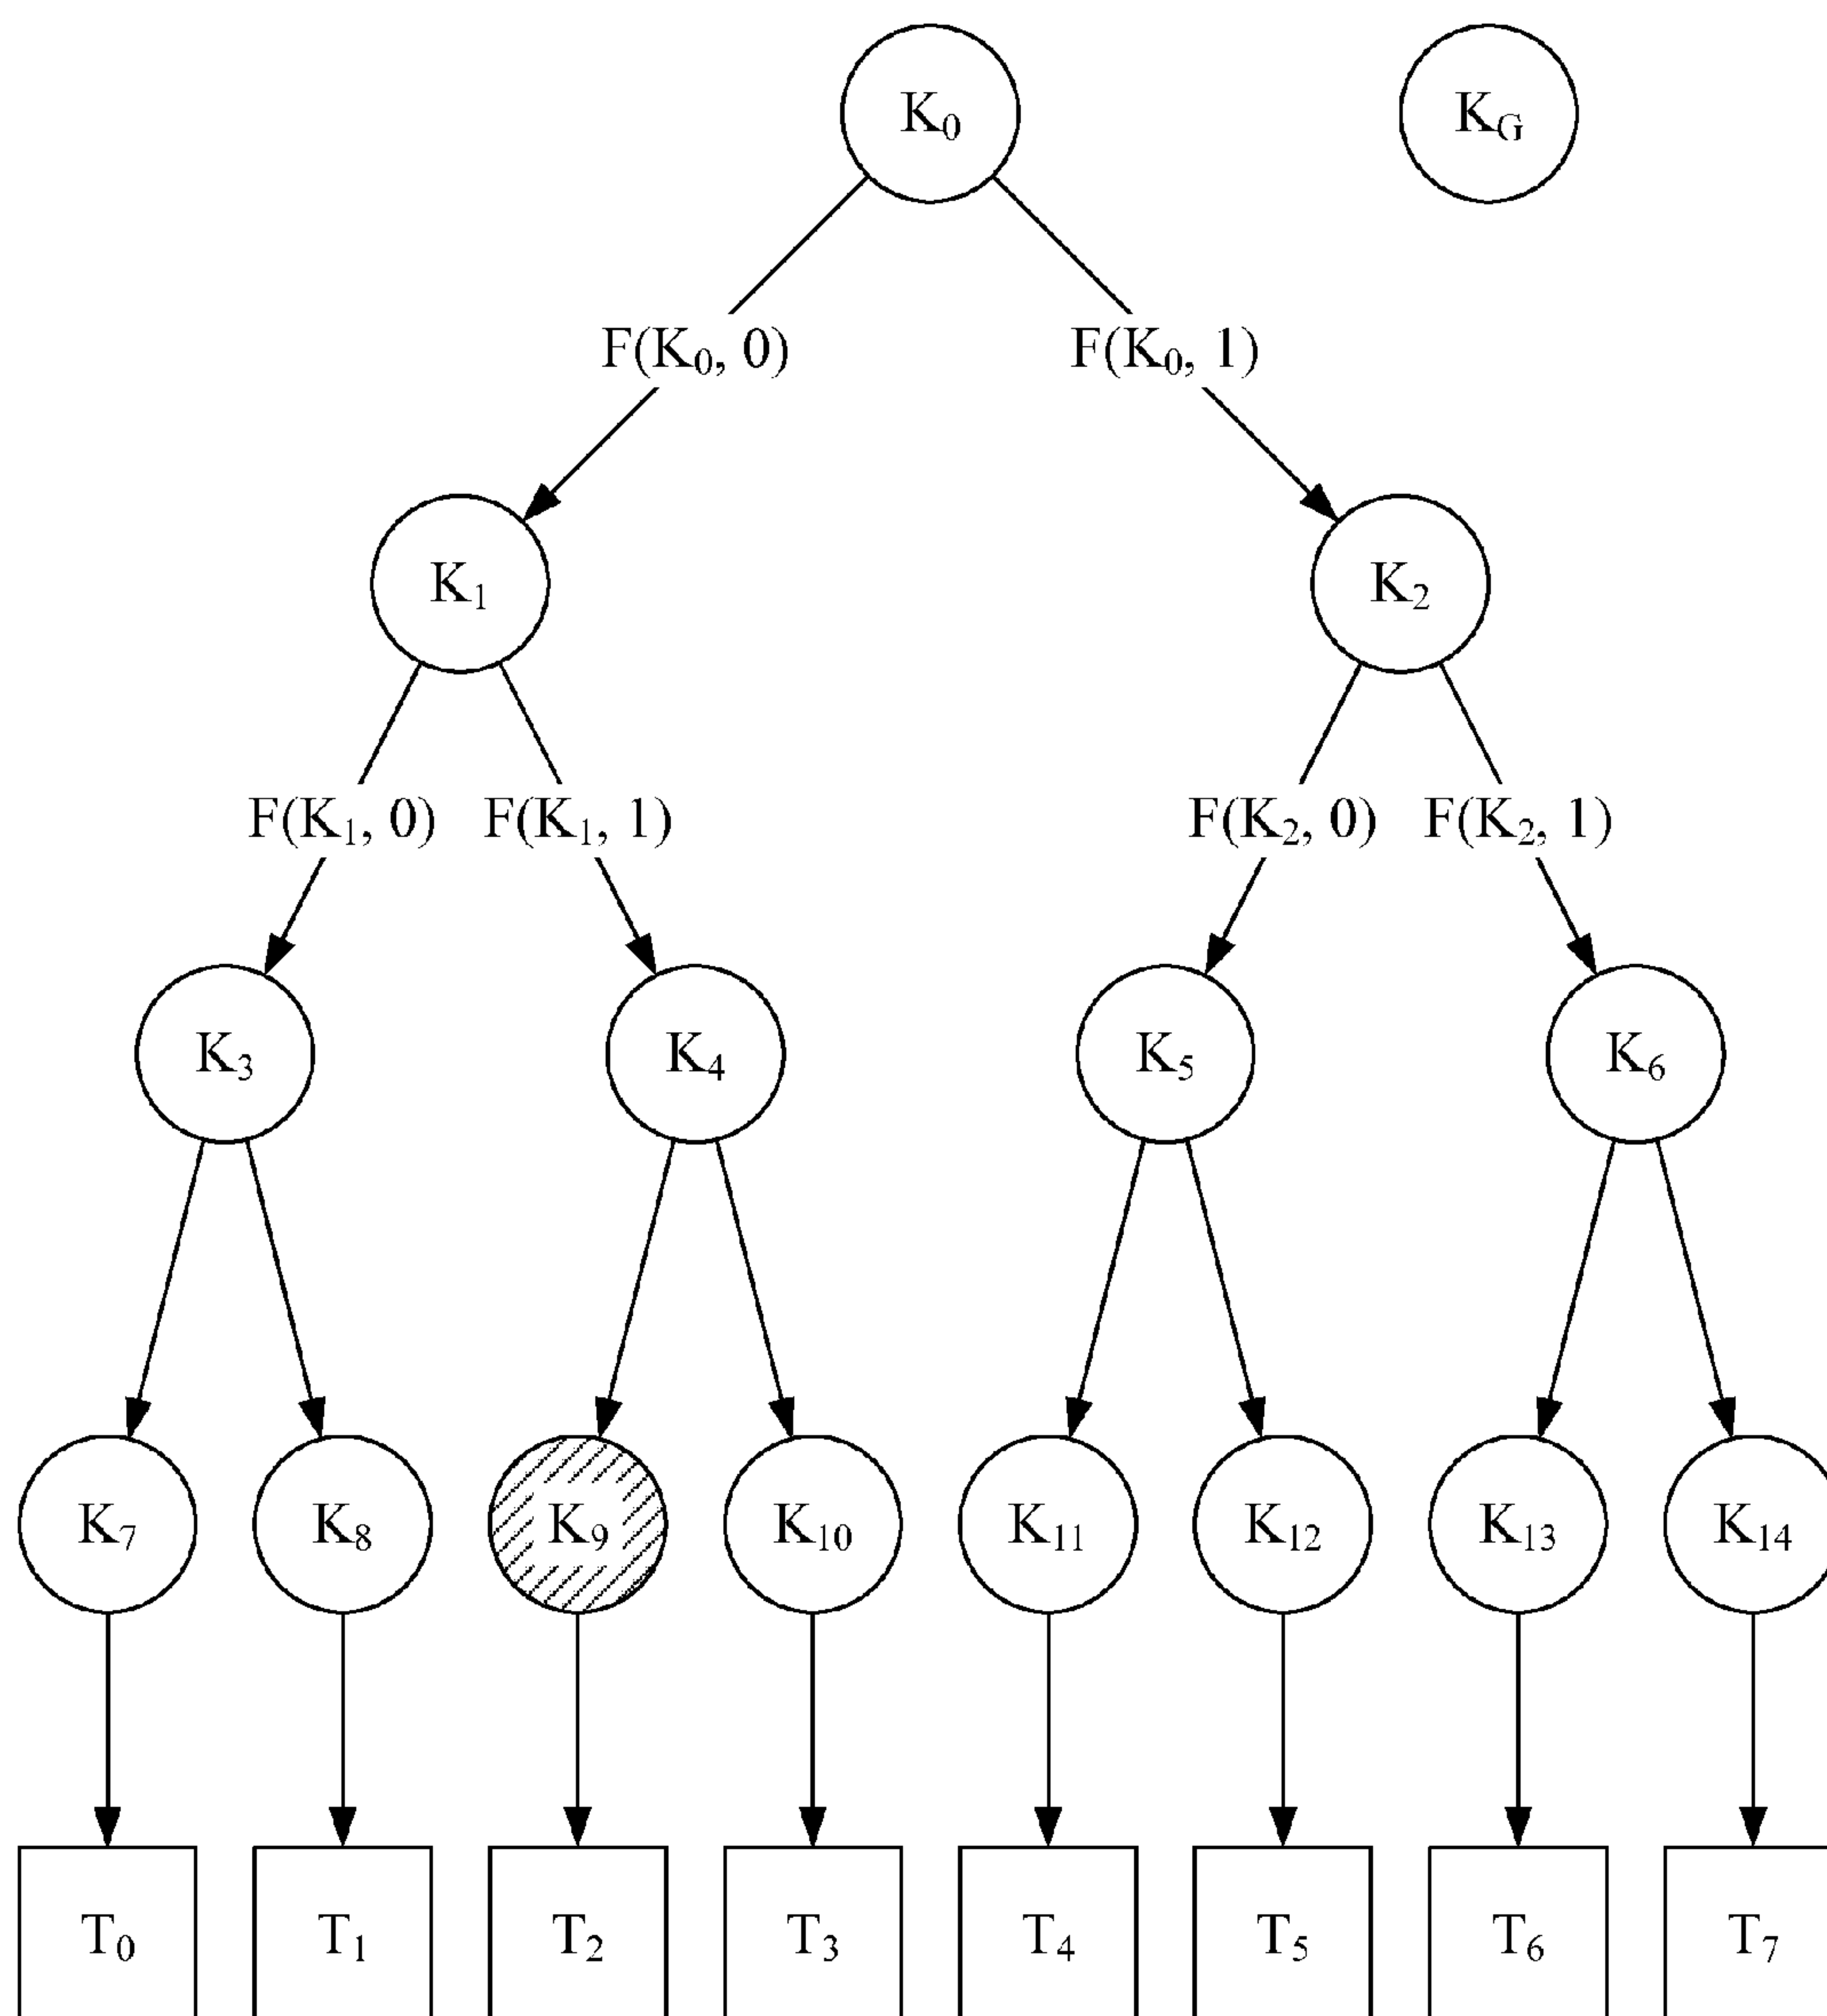 K₀ K_G
F(K₀, 0) F(K₀, 1)
K₁ K₂
F(K₁, 0) F(K₁, 1) F(K₂, 0) F(K₂, 1)
K₃ K₄ K₅ K₆
K₇ K₈ K₉ K₁₀ K₁₁ K₁₂ K₁₃ K₁₄
T₀ T₁ T₂ T₃ T₄ T₅ T₆ T₇